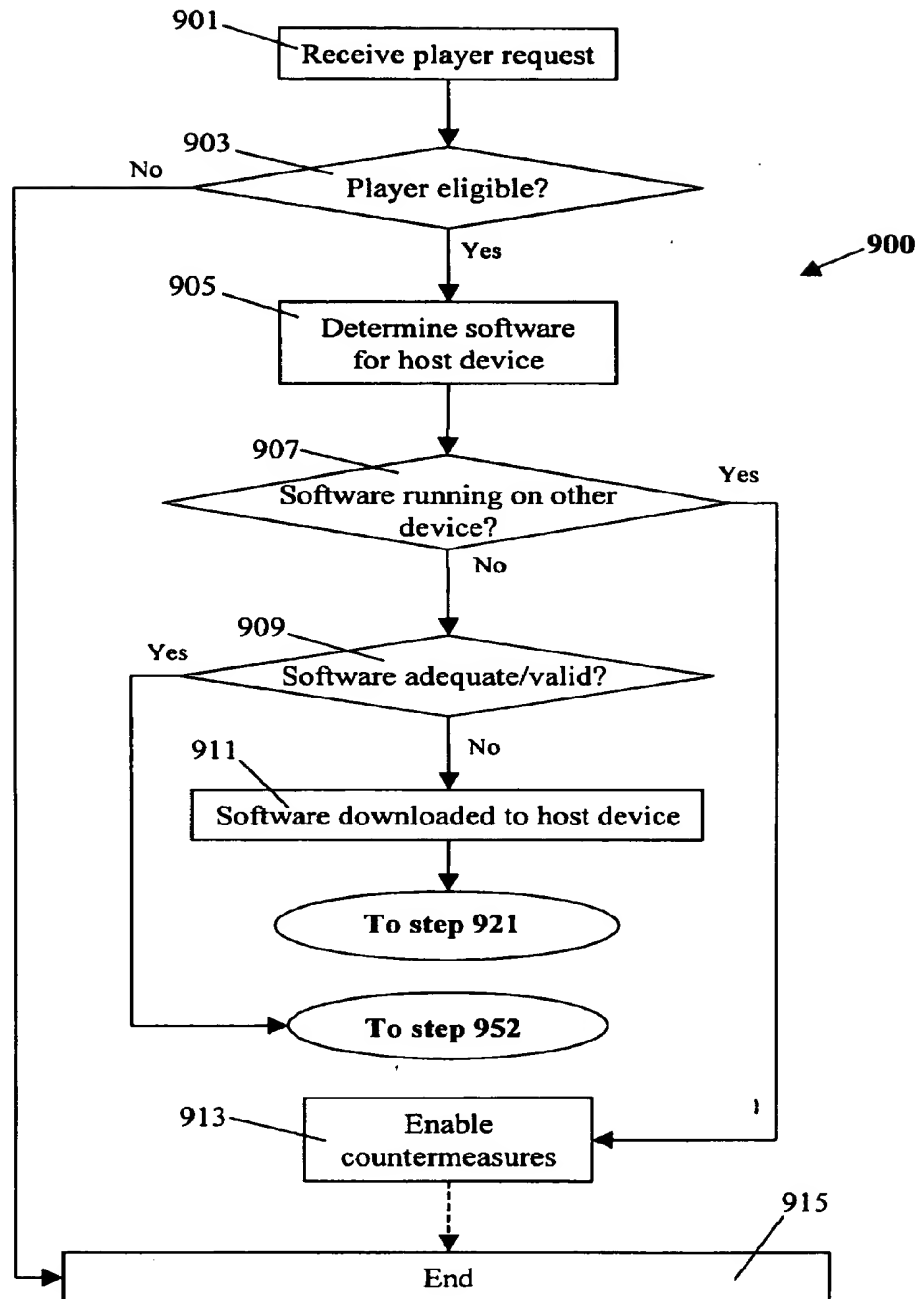 901
Receive player request
903
No
Player eligible?
Yes
900
905
Determine software
for host device
907
Yes
Software running on other
device?
No
909
Yes
Software adequate/valid?
No
911
Software downloaded to host device
To step 921
To step 952
913
Enable
countermeasures
915
End